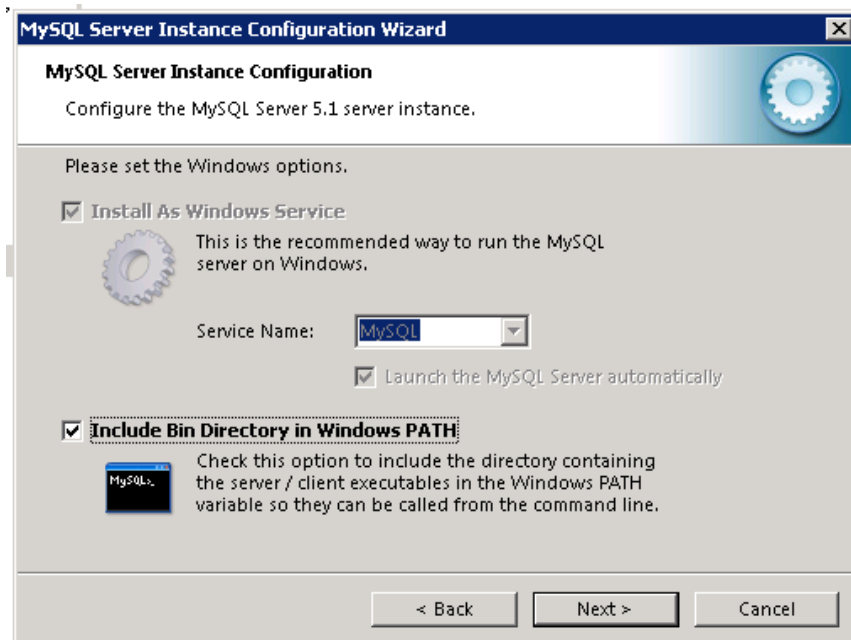 MySQL Server Instance Configuration Wizard
MySQL Server Instance Configuration
Configure the MySQL Server 5.1 server instance.
Please set the Windows options.
Install As Windows Service
This is the recommended way to run the MySQL
server on Windows.
Service Name:
MySQL
Launch the MySQL Server automatically
Include Bin Directory in Windows PATH
MySQL>_
Check this option to include the directory containing
the server / client executables in the Windows PATH
variable so they can be called from the command line.
< Back
Next >
Cancel